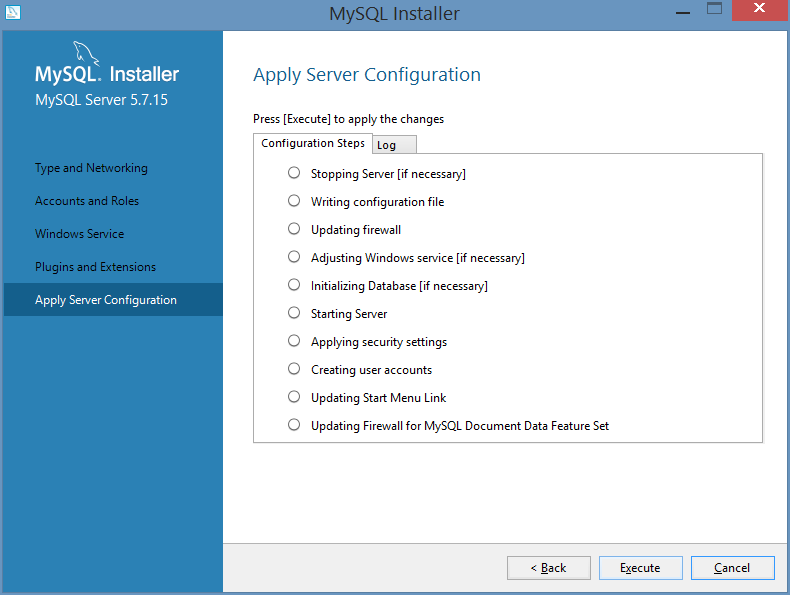 MySQL Installer
MySQL. Installer
MySQL Server 5.7.15
Type and Networking
Accounts and Roles
Windows Service
Plugins and Extensions
Apply Server Configuration
Apply Server Configuration
Press [Execute] to apply the changes
Configuration Steps Log
Stopping Server [if necessary]
Writing configuration file
Updating firewall
Adjusting Windows service [if necessary]
Initializing Database [if necessary]
Starting Server
Applying security settings
Creating user accounts
Updating Start Menu Link
Updating Firewall for MySQL Document Data Feature Set
< Back Execute Cancel